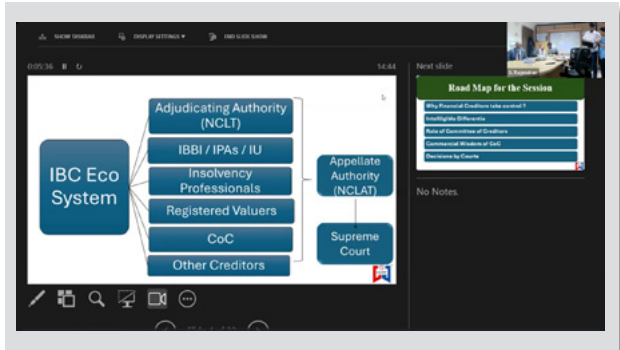 SHOW TASKBAR
DISPLAY SETTINGS ▼
END SLIDE SHOW
0:05:36
14:44
Next slide
IBC Eco
System
Adjudicating Authority
(NCLT)
IBBI / IPAs / IU
Insolvency
Professionals
Registered Valuers
CoC
Other Creditors
Appellate
Authority
(NCLAT)
Supreme
Court
Road Map for the Session
Why Financial Creditors take control ?
Intelligible Differentia
Role of Committee of Creditors
Commercial Wisdom of CoC
Decisions by Courts
No Notes.